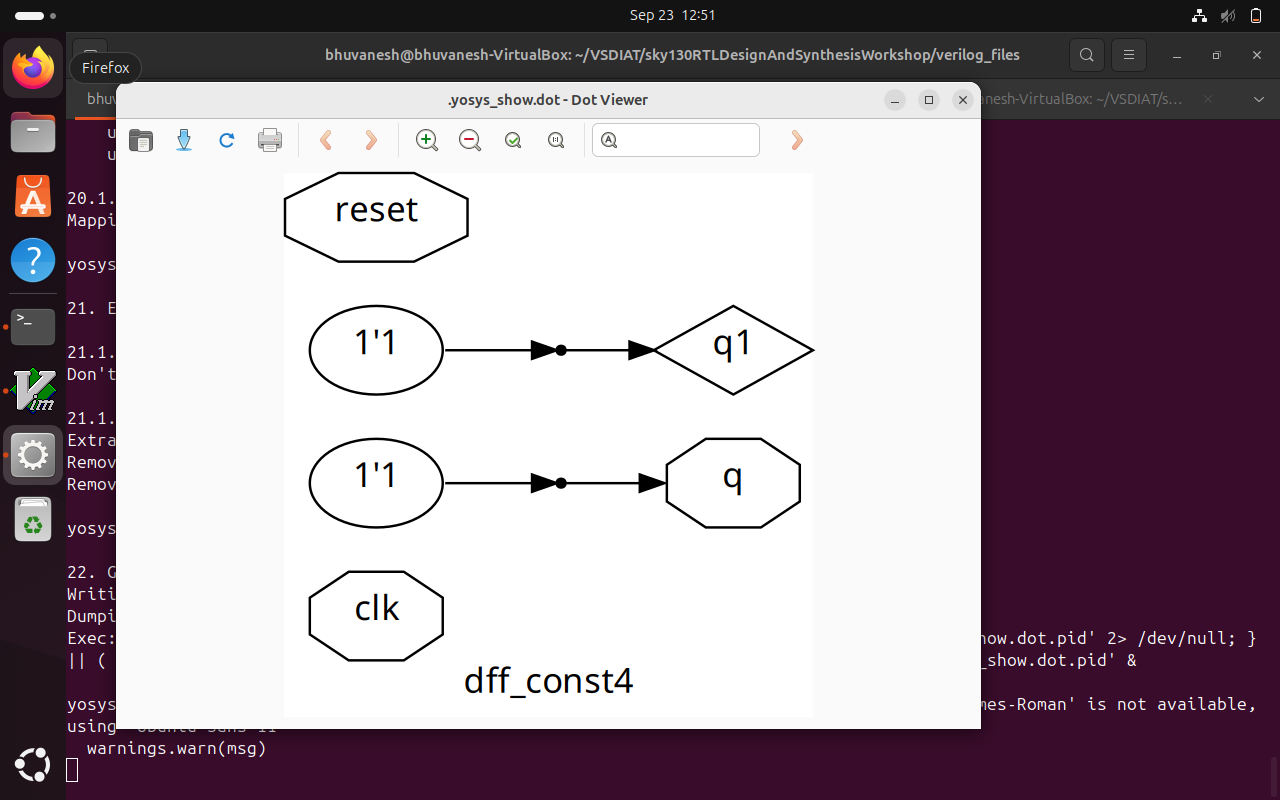 Sep 23 12:51
bhuvanesh@bhuvanesh-VirtualBox: ~/VSDIAT/sky130RTLDesignAndSynthesisWorkshop/verilog_files
Firefox
bhuv
anesh-VirtualBox: ~/VSDIAT/s...
.yosys_show.dot - Dot Viewer
u
u
20.1.
Mappi
yosys
21. E
21.1.
Don't
21.1.
Extra
Remov
Remov
yosys
22. G
Writi
Dumpi
Exec:
how.dot.pid' 2> /dev/null; }
|| (
_show.dot.pid' &
yosys
mes-Roman' is not available,
using
warnings.warn(msg)
reset
1'1
q1
1'1
q
clk
dff_const4